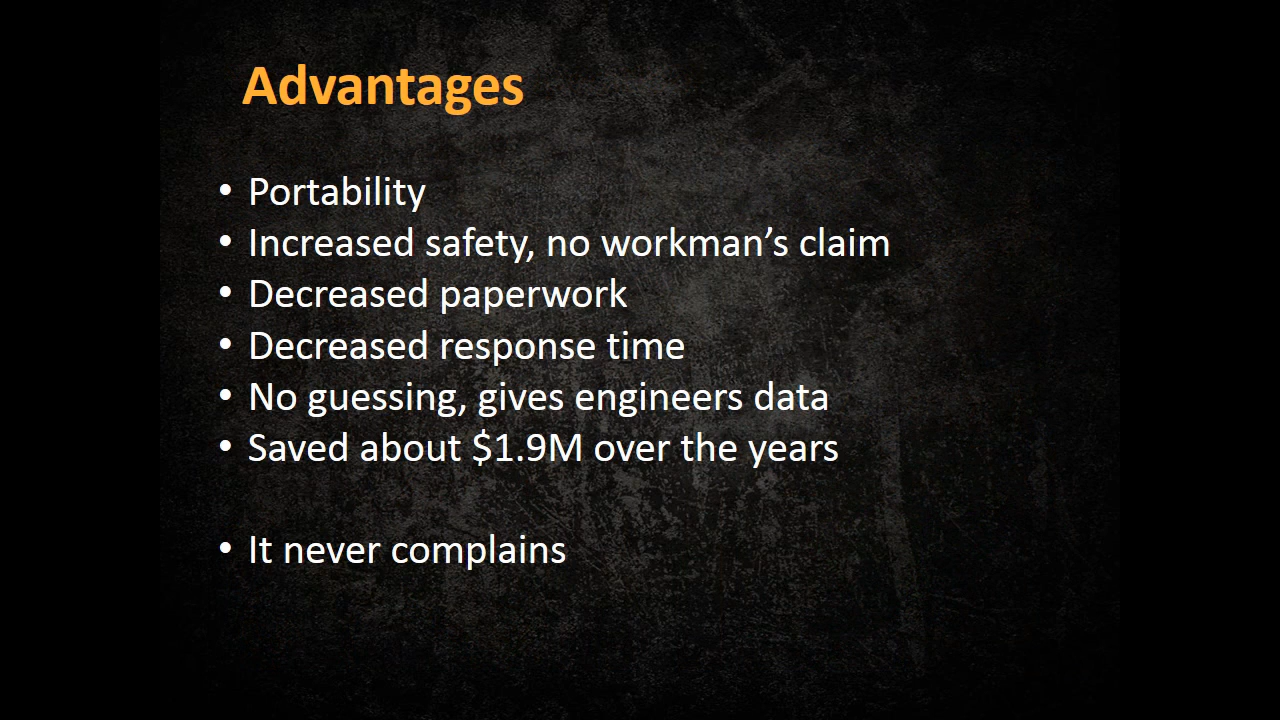 Advantages
• Portability
• Increased safety, no workman’s claim
• Decreased paperwork
• Decreased response time
• No guessing, gives engineers data
• Saved about $1.9M over the years
• It never complains